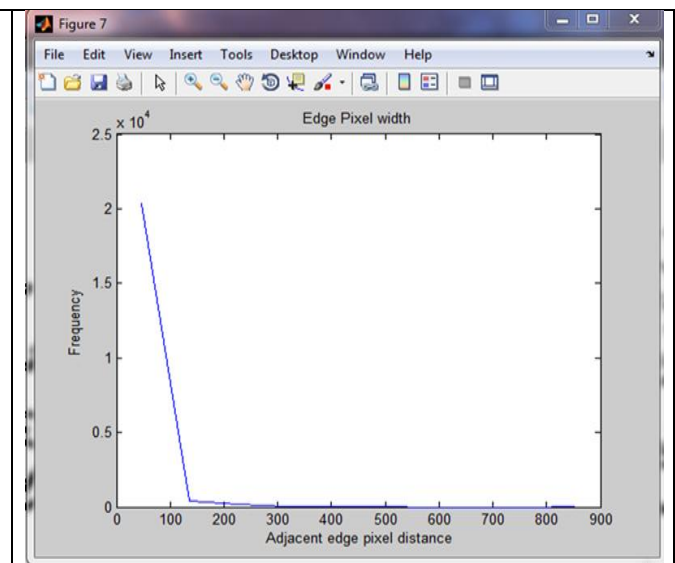 Figure 7
File Edit View Insert Tools Desktop Window Help
Edge Pixel width
x 10^4
2.5
2
1.5
1
0.5
0
Frequency
0 100 200 300 400 500 600 700 800 900
Adjacent edge pixel distance